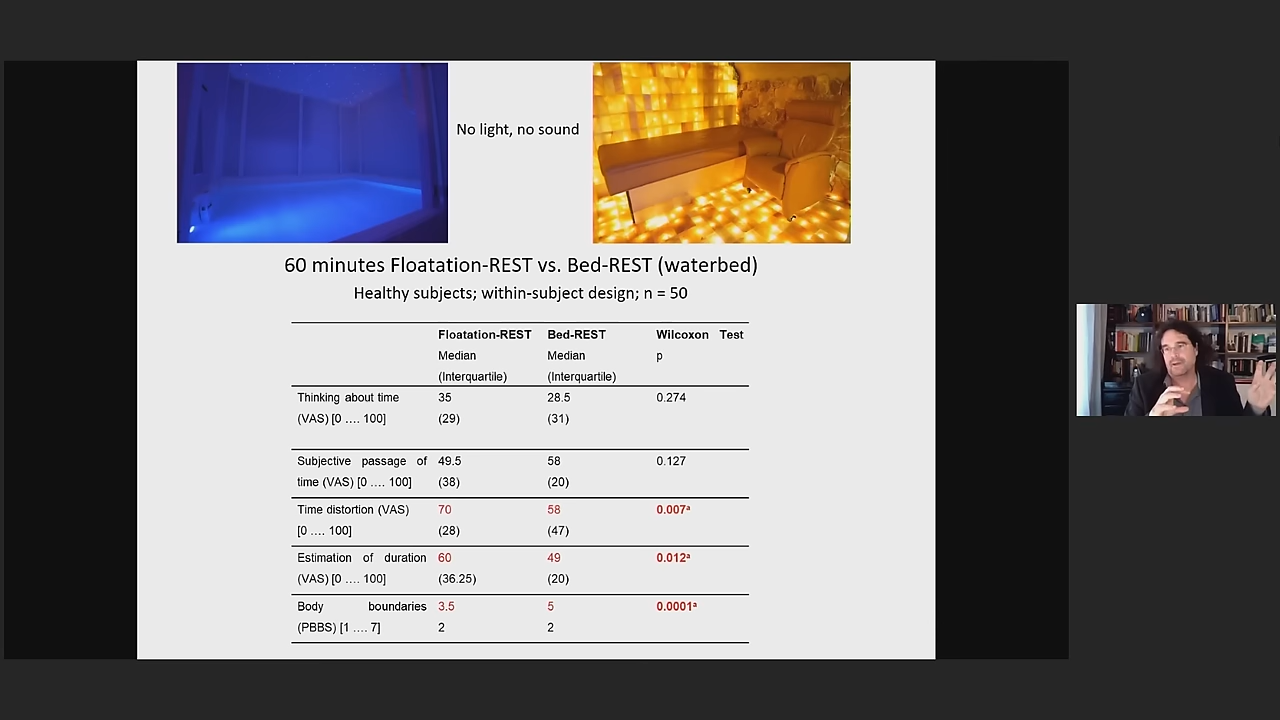 No light, no sound
60 minutes Floatation-REST vs. Bed-REST (waterbed)
Healthy subjects; within-subject design; n = 50
Floatation-REST Bed-REST Wilcoxon Test
Median Median p
(Interquartile) (Interquartile)
Thinking about time 35 28.5 0.274
(VAS) [0 .... 100] (29) (31)
Subjective passage of 49.5 58 0.127
time (VAS) [0 .... 100] (38) (20)
Time distortion (VAS) 70 58 0.007ᵃ
[0 .... 100] (28) (47)
Estimation of duration 60 49 0.012ᵃ
(VAS) [0 .... 100] (36.25) (20)
Body boundaries 3.5 5 0.0001ᵃ
(PBBS) [1 .... 7] 2 2